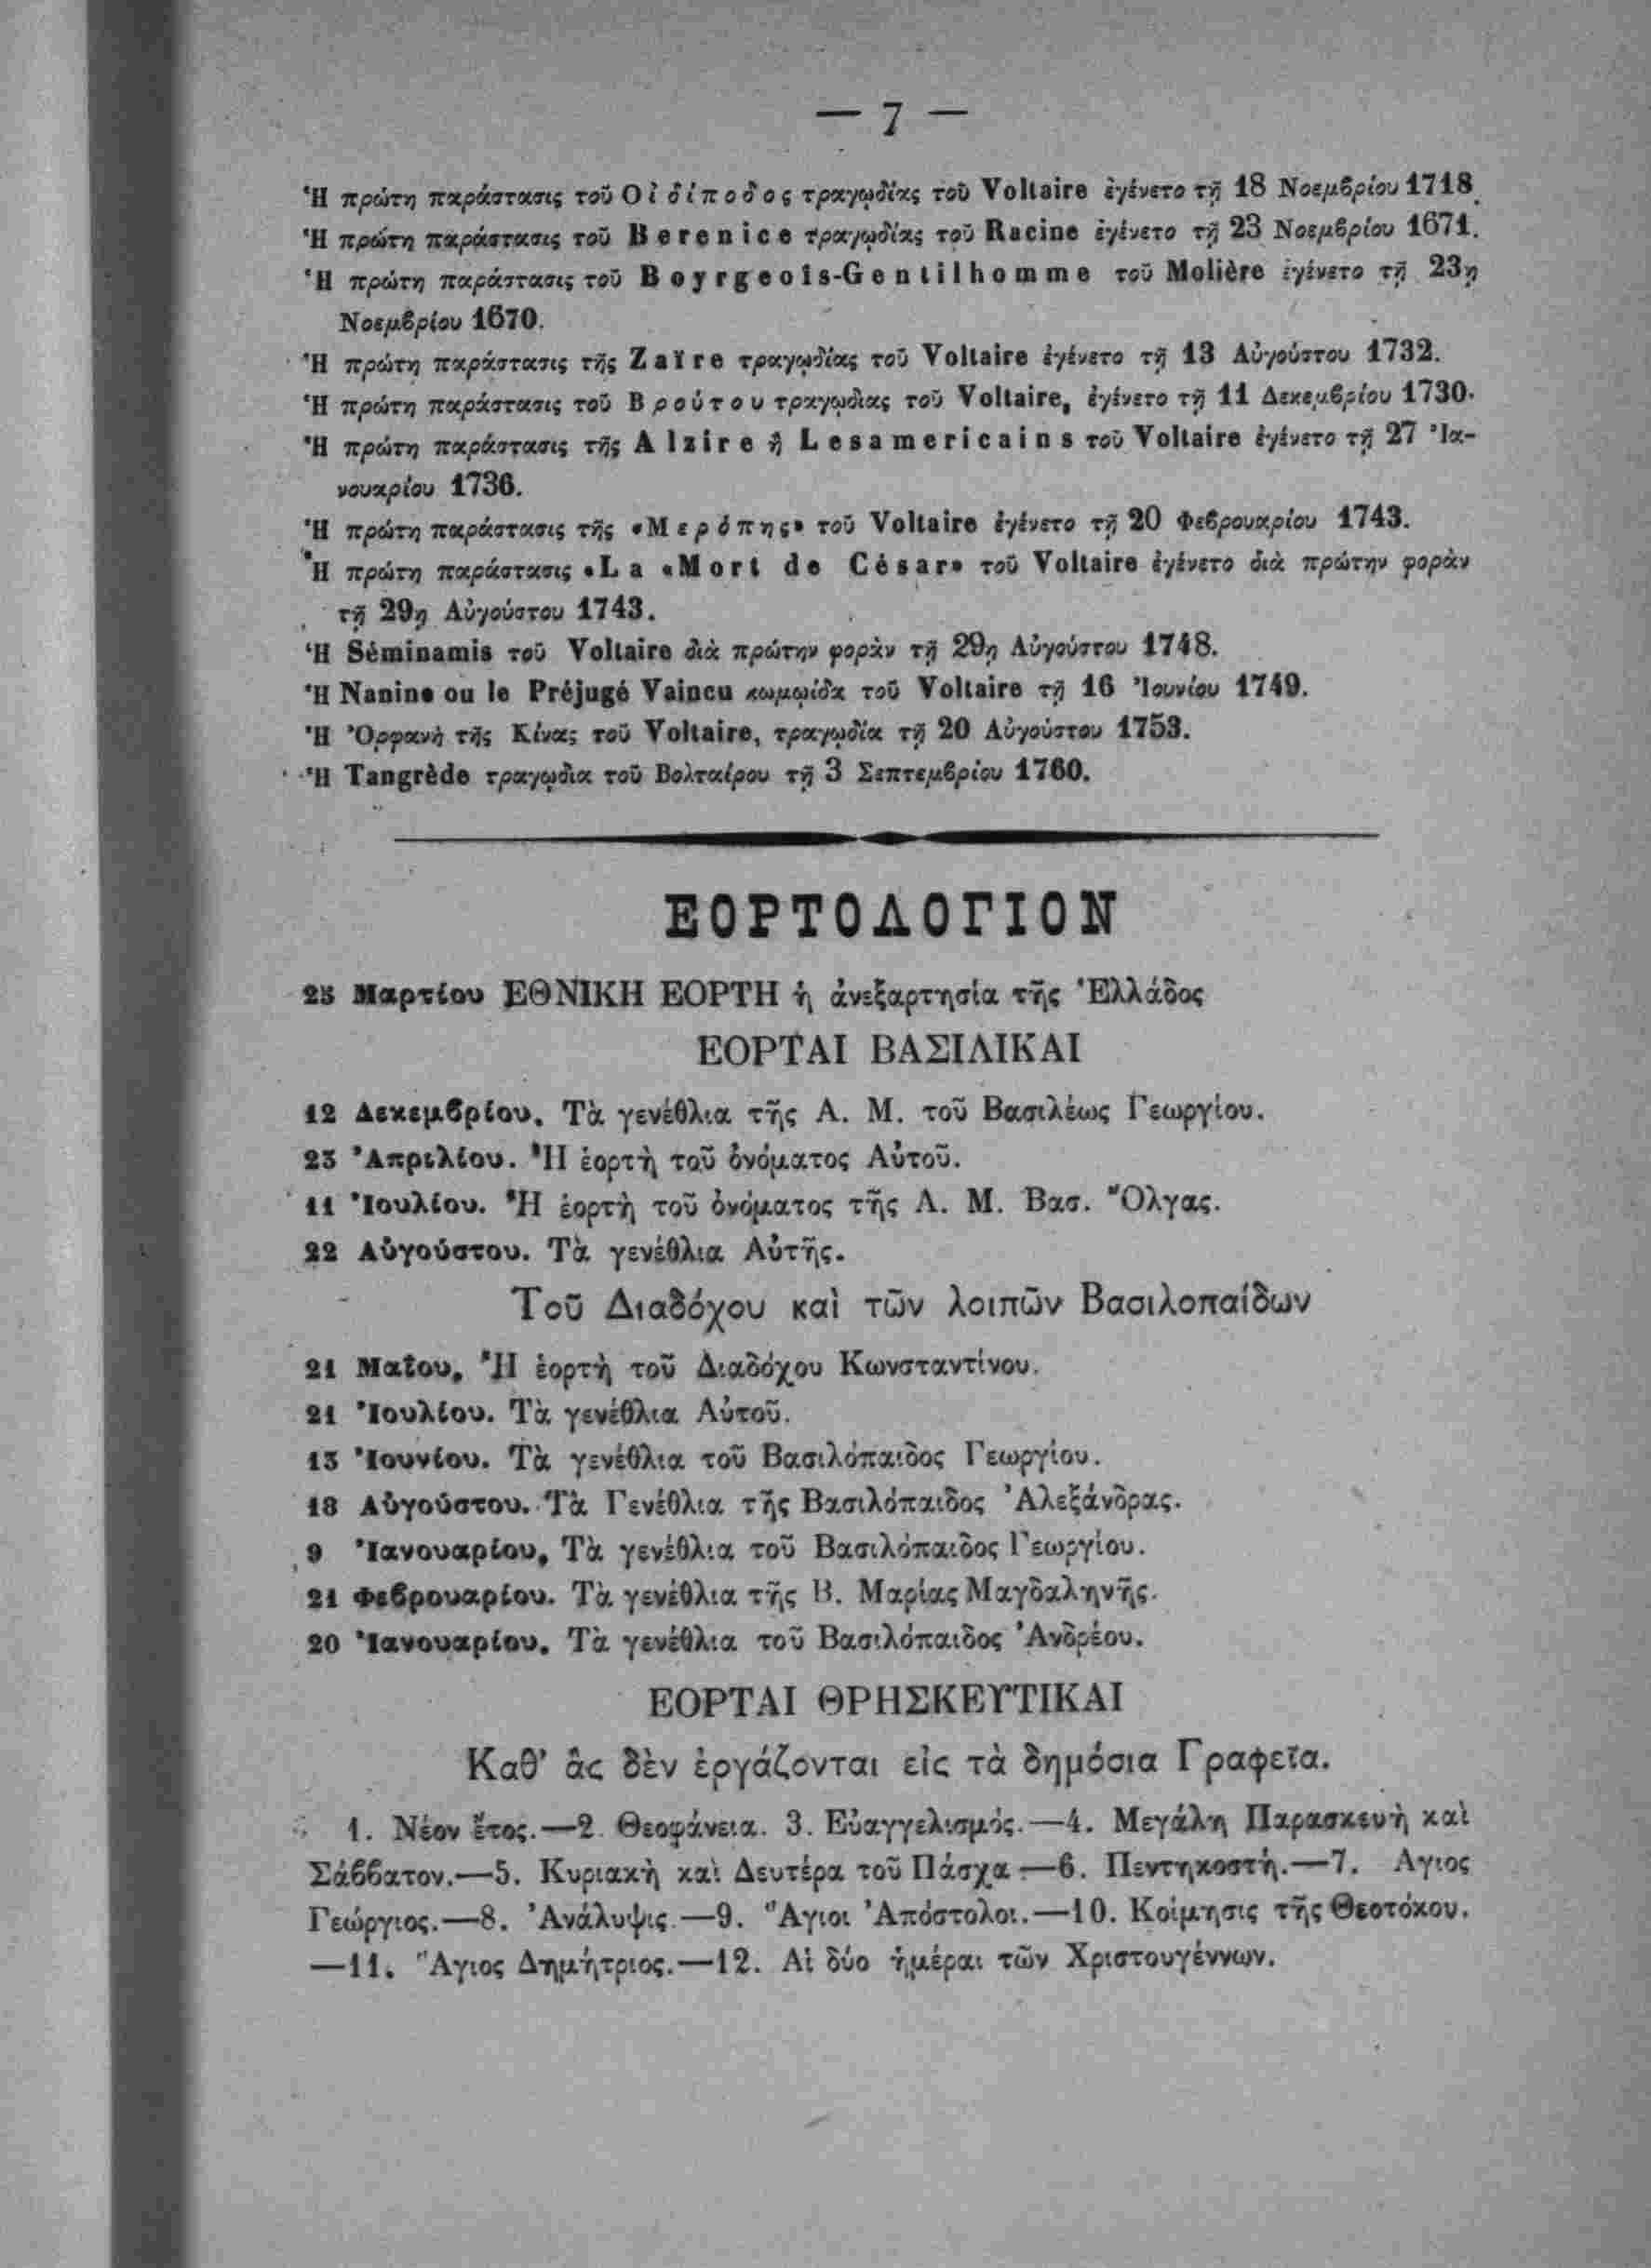 — 7 —
Ἡ πρώτη παράστασις τοῦ Οἰδίποδος τραγῳδίας τοῦ Voltaire ἐγένετο τῇ 18 Νοεμβρίου 1718.
Ἡ πρώτη παράστασις τοῦ Berenice τραγῳδίας τοῦ Racine ἐγένετο τῇ 23 Νοεμβρίου 1671.
Ἡ πρώτη παράστασις τοῦ Boyrgeois-Gentilhomme τοῦ Molière ἐγένετο τῇ 23ῃ
Νοεμβρίου 1670.
Ἡ πρώτη παράστασις τῆς Zaïre τραγῳδίας τοῦ Voltaire ἐγένετο τῇ 13 Αὐγούστου 1732.
Ἡ πρώτη παράστασις τοῦ Βρούτου τραγῳδιας τοῦ Voltaire, ἐγένετο τῇ 11 Δεκεμβρίου 1730.
Ἡ πρώτη παράστασις τῆς Alzire ἢ Lesamericains τοῦ Voltaire ἐγένετο τῇ 27 Ἰα-
νουαρίου 1736.
Ἡ πρώτη παράστασις τῆς «Μερόπης» τοῦ Voltaire ἐγένετο τῇ 20 Φεβρουαρίου 1743.
Ἡ πρώτη παράστασις «La «Mort de César» τοῦ Voltaire ἐγένετο διὰ πρώτην φορὰν
τῇ 29ῃ Αὐγούστου 1743.
Ἡ Séminamis τοῦ Voltaire διὰ πρώτην φορὰν τῇ 29ῃ Αὐγούστου 1748.
Ἡ Nanine ou le Préjugé Vaincu κωμῳίδα τοῦ Voltaire τῇ 16 Ἰουνίου 1749.
Ἡ Ὀρφανὴ τῆς Κίνας τοῦ Voltaire, τραγῳδία τῇ 20 Αὐγούστου 1753.
Ἡ Tangrède τραγῳδια τοῦ Βολταίρου τῇ 3 Σεπτεμβρίου 1760.
ΕΟΡΤΟΛΟΓΙΟΝ
25 Μαρτίου ΕΘΝΙΚΗ ΕΟΡΤΗ ἡ ἀνεξαρτησία τῆς Ἑλλάδος
ΕΟΡΤΑΙ ΒΑΣΙΛΙΚΑΙ
12 Δεκεμβρίου. Τὰ γενέθλια τῆς Α. Μ. τοῦ Βασιλέως Γεωργίου.
23 Ἀπριλίου. Ἡ ἑορτὴ τοῦ ὀνόματος Αὐτοῦ.
11 Ἰουλίου. Ἡ ἑορτὴ τοῦ ὀνόματος τῆς Α. Μ. Βασ. Ὄλγας.
22 Αὐγούστου. Τὰ γενέθλια Αὐτῆς.
Τοῦ Διαδόχου καὶ τῶν λοιπῶν Βασιλοπαίδων
21 Μαΐου. Ἡ ἑορτὴ τοῦ Διαδόχου Κωνσταντίνου.
21 Ἰουλίου. Τὰ γενέθλια Αὐτοῦ.
13 Ἰουνίου. Τὰ γενέθλια τοῦ Βασιλόπαιδος Γεωργίου.
18 Αὐγούστου. Τὰ Γενέθλια τῆς Βασιλόπαιδος Ἀλεξάνδρας.
9 Ἰανουαρίου, Τὰ γενέθλια τοῦ Βασιλόπαιδος Γεωργίου.
21 Φεβρουαρίου. Τὰ γενέθλια τῆς Β. Μαρίας Μαγδαληνῆς.
20 Ἰανουαρίου. Τὰ γενέθλια τοῦ Βασιλόπαιδος Ἀνδρέου.
ΕΟΡΤΑΙ ΘΡΗΣΚΕΥΤΙΚΑΙ
Καθ’ ἃς δὲν ἐργάζονται εἰς τὰ δημόσια Γραφεῖα.
1. Νέον ἔτος.—2. Θεοφάνεια. 3. Εὐαγγελισμός.—4. Μεγάλη Παρασκευὴ καὶ
Σάββατον.—5. Κυριακὴ καὶ Δευτέρα τοῦ Πάσχα.—6. Πεντηκοστή.—7. Αγιος
Γεώργιος.—8. Ἀνάλυψις.—9. Ἅγιοι Ἀπόστολοι.—10. Κοίμησις τῆς Θεοτόκου.
—11. Ἅγιος Δημήτριος.—12. Αἱ δύο ἡμέραι τῶν Χριστουγέννων.